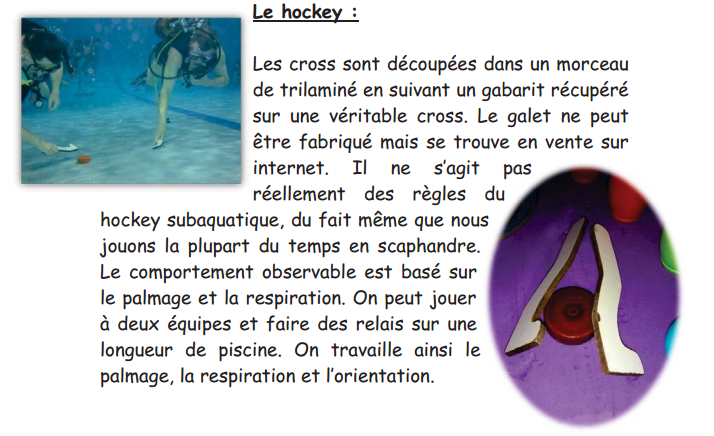 Le hockey :
Les cross sont découpées dans un morceau
de trilaminé en suivant un gabarit récupéré
sur une véritable cross. Le galet ne peut
être fabriqué mais se trouve en vente sur
internet. Il ne s'agit pas
réellement des règles du
hockey subaquatique, du fait même que nous
jouons la plupart du temps en scaphandre.
Le comportement observable est basé sur
le palmage et la respiration. On peut jouer
à deux équipes et faire des relais sur une
longueur de piscine. On travaille ainsi le
palmage, la respiration et l'orientation.